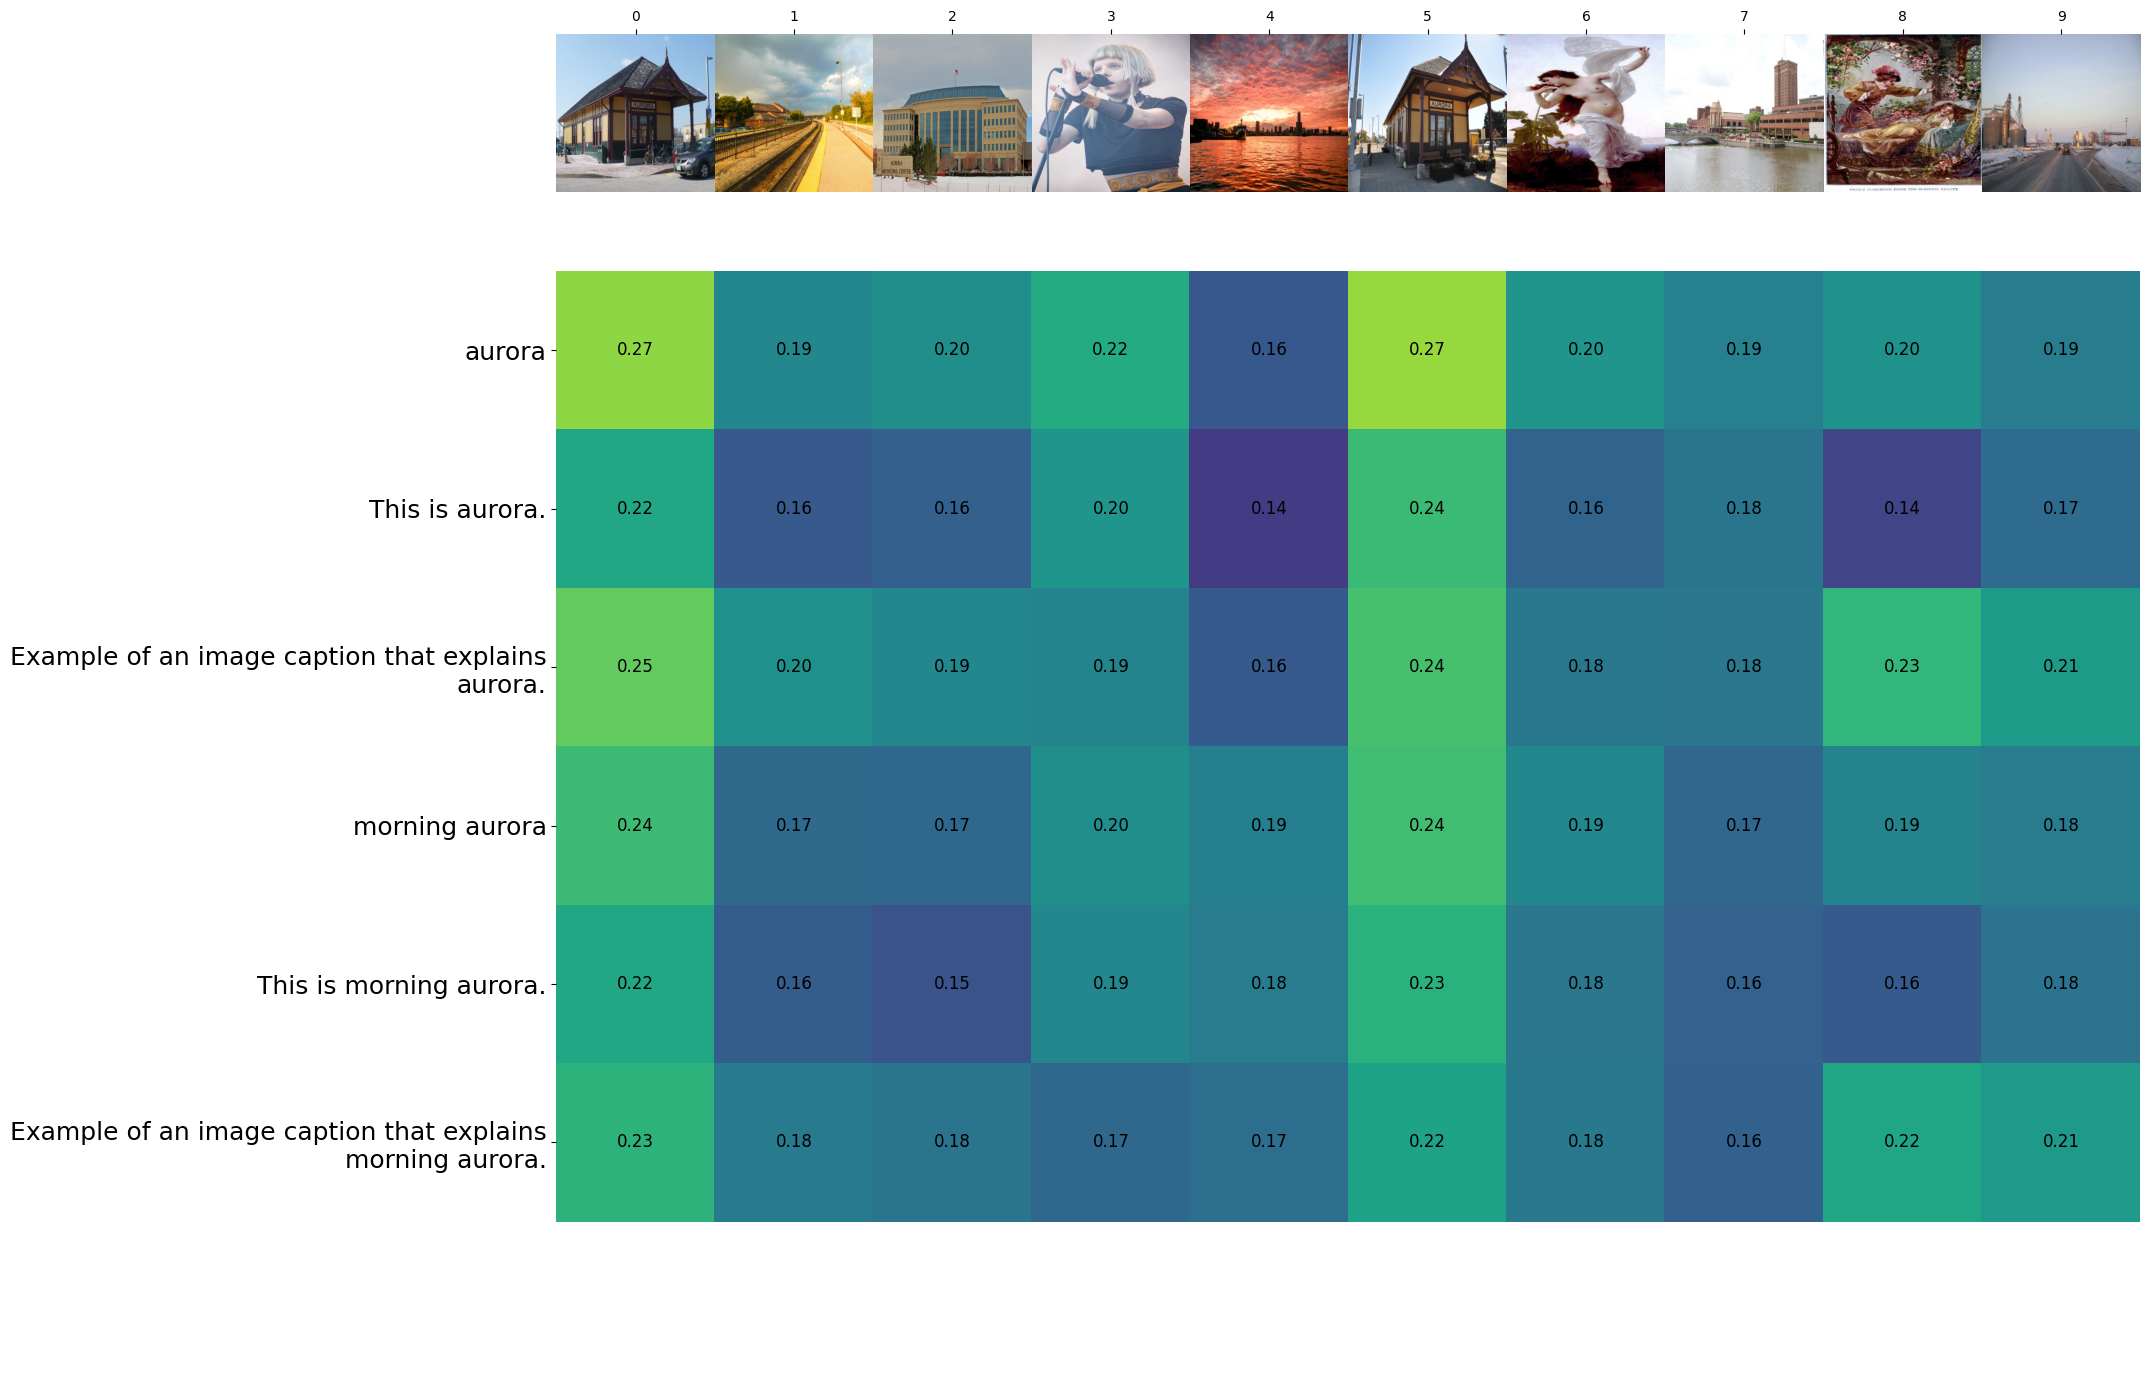 0 1 2 3 4 5 6 7 8 9
AURORA AURORA
aurora 0.27 0.19 0.20 0.22 0.16 0.27 0.20 0.19 0.20 0.19
This is aurora. 0.22 0.16 0.16 0.20 0.14 0.24 0.16 0.18 0.14 0.17
Example of an image caption that explains
aurora. 0.25 0.20 0.19 0.19 0.16 0.24 0.18 0.18 0.23 0.21
morning aurora 0.24 0.17 0.17 0.20 0.19 0.24 0.19 0.17 0.19 0.18
This is morning aurora. 0.22 0.16 0.15 0.19 0.18 0.23 0.18 0.16 0.16 0.18
Example of an image caption that explains
morning aurora. 0.23 0.18 0.18 0.17 0.17 0.22 0.18 0.16 0.22 0.21